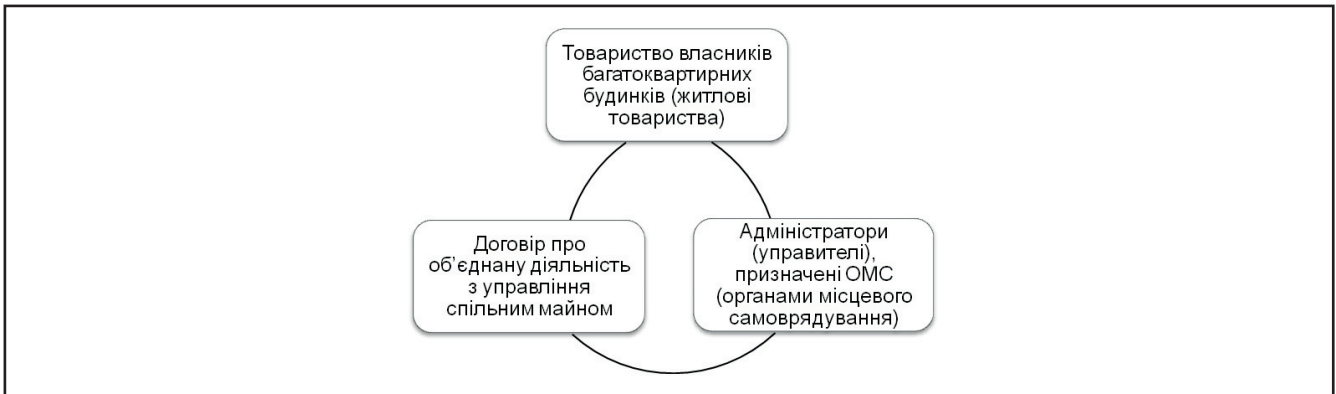 Товариство власників
багатоквартирних
будинків (житлові
товариства)
Договір про
об’єднану діяльність
з управління
спільним майном
Адміністратори
(управителі),
призначені ОМС
(органами місцевого
самоврядування)